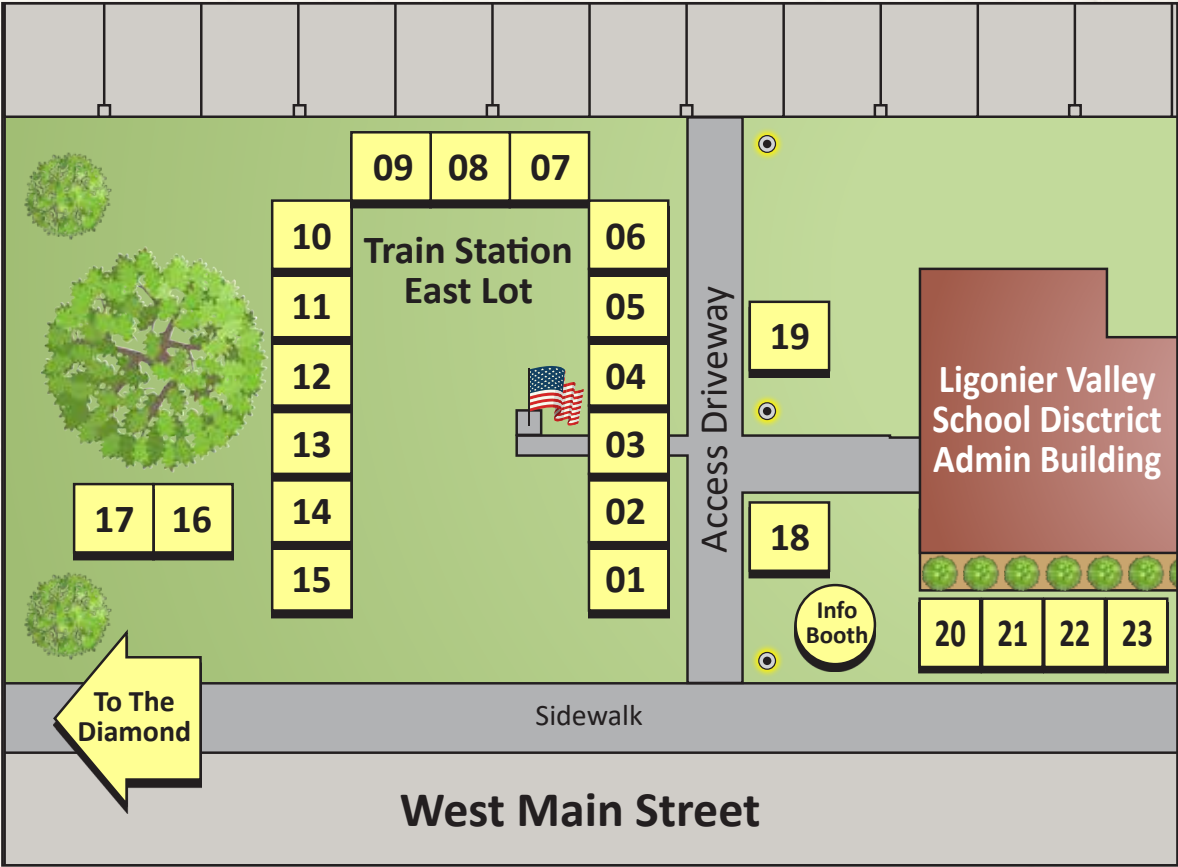 09 08 07
10
06
Train Station
East Lot
11
05
19
12
04
Access Driveway
Ligonier Valley
School Disctrict
Admin Building
13
03
17 16
14
02
18
15
01
Info
Booth
20 21 22 23
To The
Diamond
Sidewalk
West Main Street